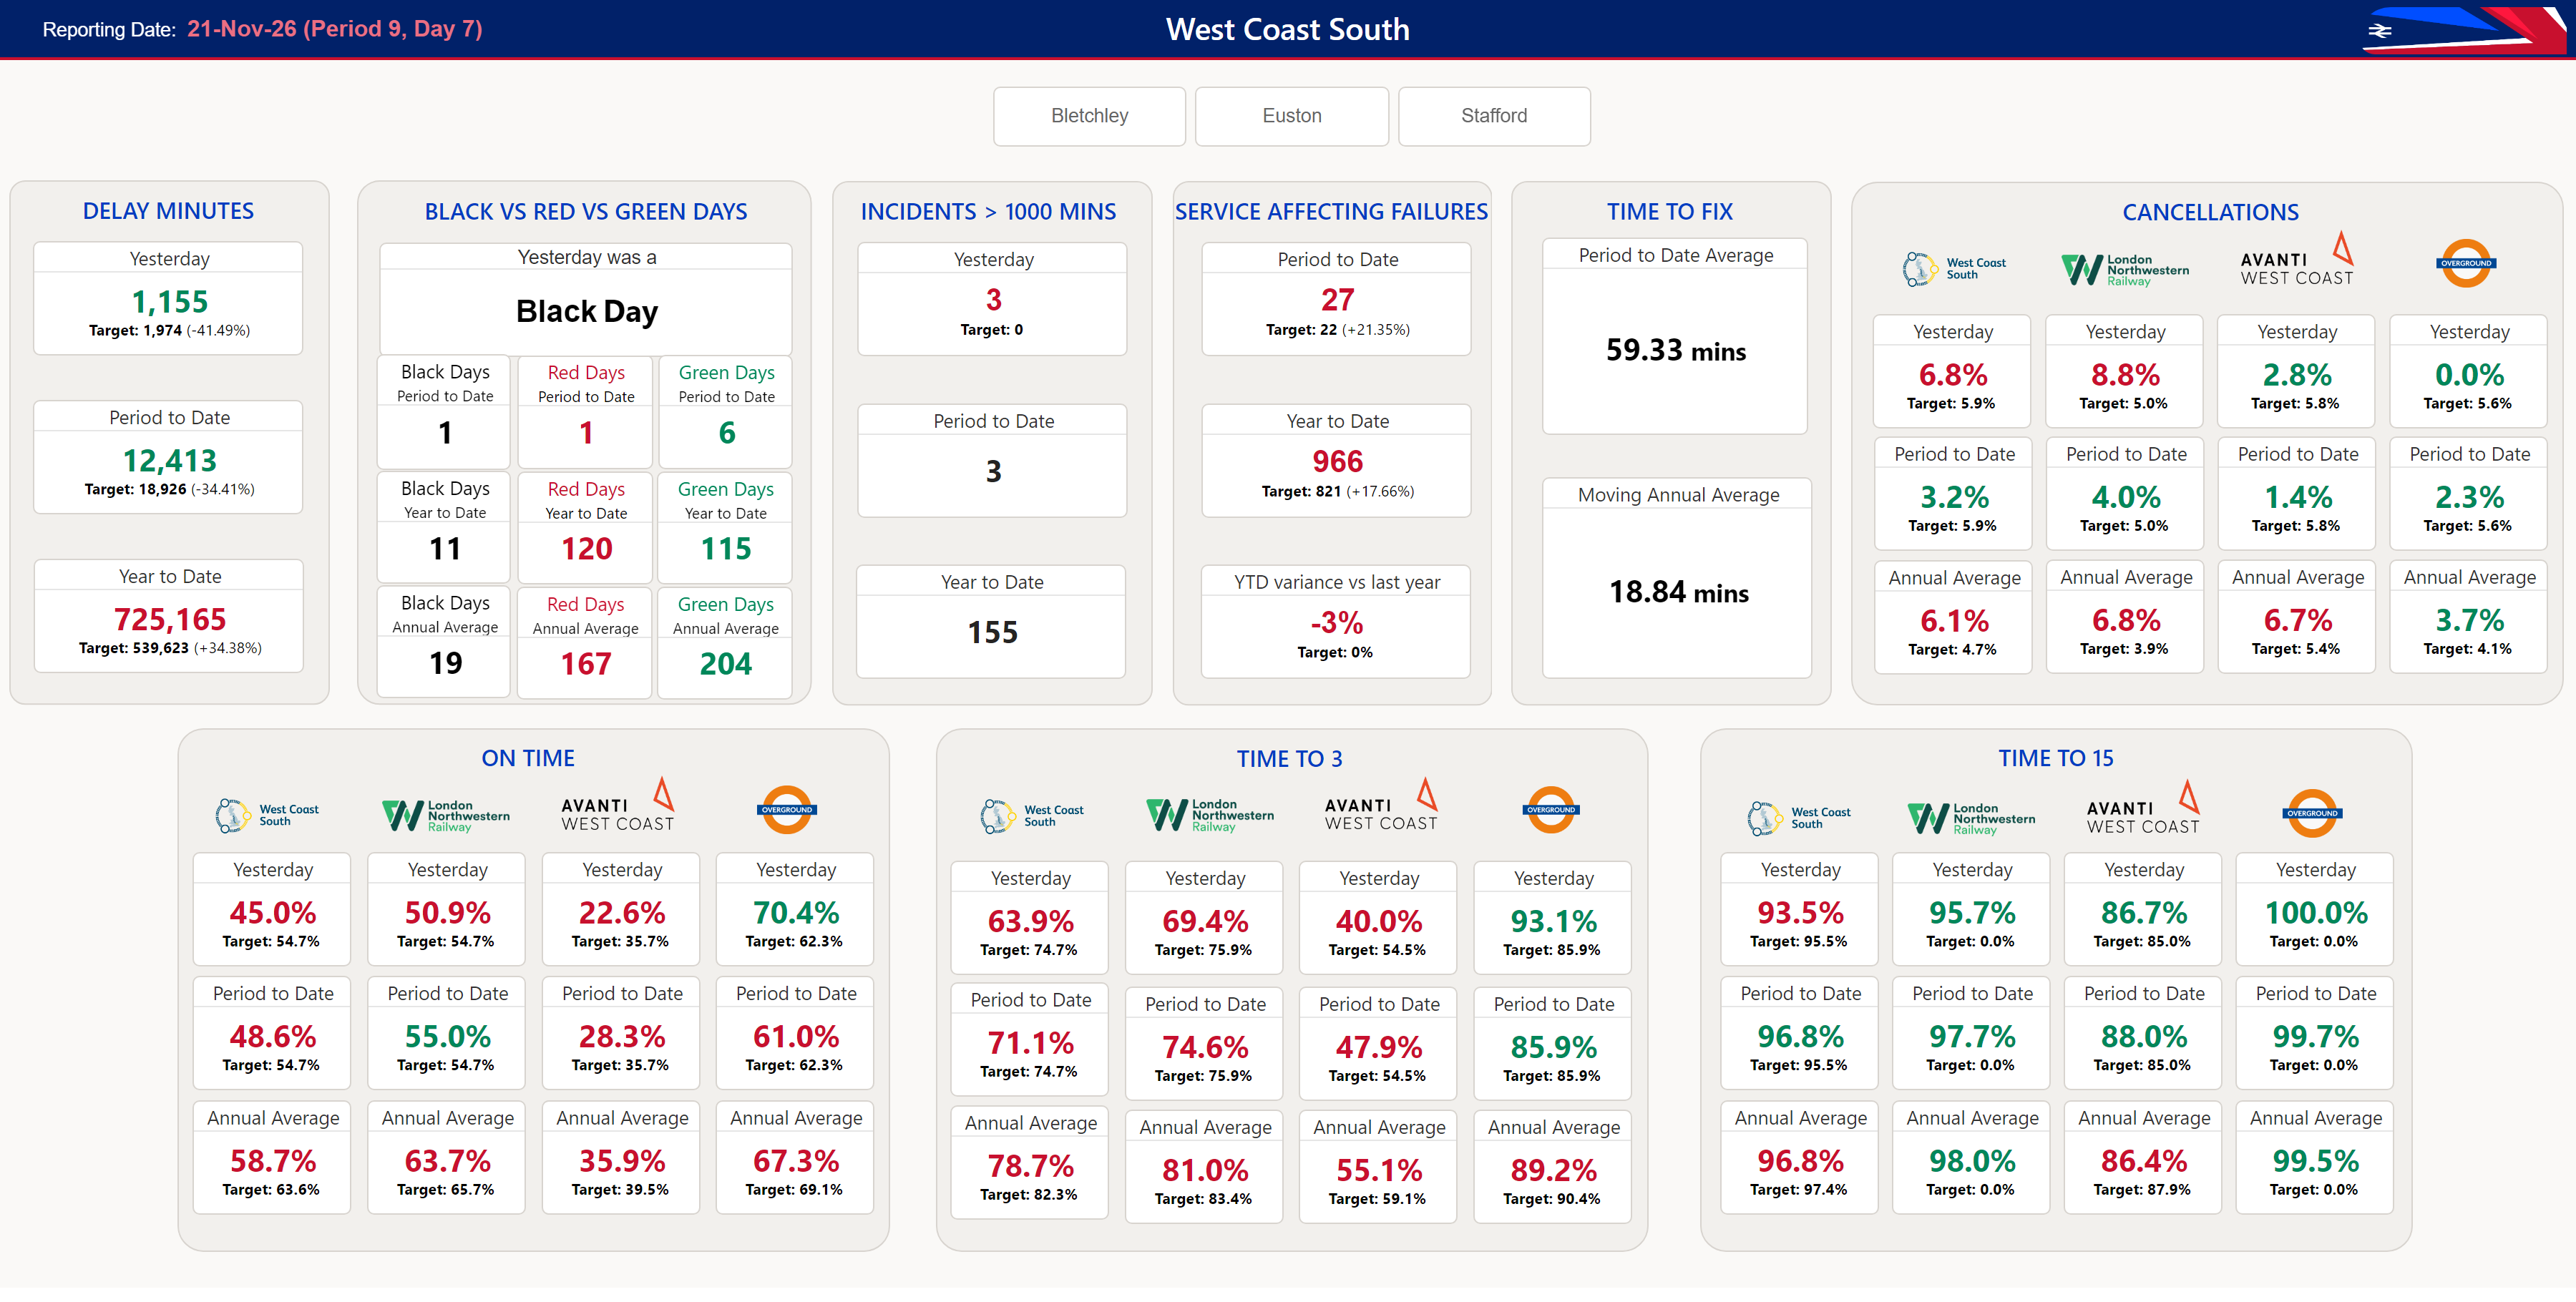 Reporting Date: 21-Nov-26 (Period 9, Day 7)
West Coast South
Bletchley
Euston
Stafford
DELAY MINUTES
Yesterday
1,155
Target: 1,974 (-41.49%)
Period to Date
12,413
Target: 18,926 (-34.41%)
Year to Date
725,165
Target: 539,623 (+34.38%)
BLACK VS RED VS GREEN DAYS
Yesterday was a
Black Day
Black Days
Period to Date
1
Red Days
Period to Date
1
Green Days
Period to Date
6
Black Days
Year to Date
11
Red Days
Year to Date
120
Green Days
Year to Date
115
Black Days
Annual Average
19
Red Days
Annual Average
167
Green Days
Annual Average
204
INCIDENTS > 1000 MINS
Yesterday
3
Target: 0
Period to Date
3
Year to Date
155
SERVICE AFFECTING FAILURES
Period to Date
27
Target: 22 (+21.35%)
Year to Date
966
Target: 821 (+17.66%)
YTD variance vs last year
-3%
Target: 0%
TIME TO FIX
Period to Date Average
59.33 mins
Moving Annual Average
18.84 mins
CANCELLATIONS
West Coast
South
London
Northwestern
Railway
AVANTI
WEST COAST
OVERGROUND
Yesterday
6.8%
Target: 5.9%
Yesterday
8.8%
Target: 5.0%
Yesterday
2.8%
Target: 5.8%
Yesterday
0.0%
Target: 5.6%
Period to Date
3.2%
Target: 5.9%
Period to Date
4.0%
Target: 5.0%
Period to Date
1.4%
Target: 5.8%
Period to Date
2.3%
Target: 5.6%
Annual Average
6.1%
Target: 4.7%
Annual Average
6.8%
Target: 3.9%
Annual Average
6.7%
Target: 5.4%
Annual Average
3.7%
Target: 4.1%
ON TIME
West Coast
South
London
Northwestern
Railway
AVANTI
WEST COAST
OVERGROUND
Yesterday
45.0%
Target: 54.7%
Yesterday
50.9%
Target: 54.7%
Yesterday
22.6%
Target: 35.7%
Yesterday
70.4%
Target: 62.3%
Period to Date
48.6%
Target: 54.7%
Period to Date
55.0%
Target: 54.7%
Period to Date
28.3%
Target: 35.7%
Period to Date
61.0%
Target: 62.3%
Annual Average
58.7%
Target: 63.6%
Annual Average
63.7%
Target: 65.7%
Annual Average
35.9%
Target: 39.5%
Annual Average
67.3%
Target: 69.1%
TIME TO 3
West Coast
South
London
Northwestern
Railway
AVANTI
WEST COAST
OVERGROUND
Yesterday
63.9%
Target: 74.7%
Yesterday
69.4%
Target: 75.9%
Yesterday
40.0%
Target: 54.5%
Yesterday
93.1%
Target: 85.9%
Period to Date
71.1%
Target: 74.7%
Period to Date
74.6%
Target: 75.9%
Period to Date
47.9%
Target: 54.5%
Period to Date
85.9%
Target: 85.9%
Annual Average
78.7%
Target: 82.3%
Annual Average
81.0%
Target: 83.4%
Annual Average
55.1%
Target: 59.1%
Annual Average
89.2%
Target: 90.4%
TIME TO 15
West Coast
South
London
Northwestern
Railway
AVANTI
WEST COAST
OVERGROUND
Yesterday
93.5%
Target: 95.5%
Yesterday
95.7%
Target: 0.0%
Yesterday
86.7%
Target: 85.0%
Yesterday
100.0%
Target: 0.0%
Period to Date
96.8%
Target: 95.5%
Period to Date
97.7%
Target: 0.0%
Period to Date
88.0%
Target: 85.0%
Period to Date
99.7%
Target: 0.0%
Annual Average
96.8%
Target: 97.4%
Annual Average
98.0%
Target: 0.0%
Annual Average
86.4%
Target: 87.9%
Annual Average
99.5%
Target: 0.0%